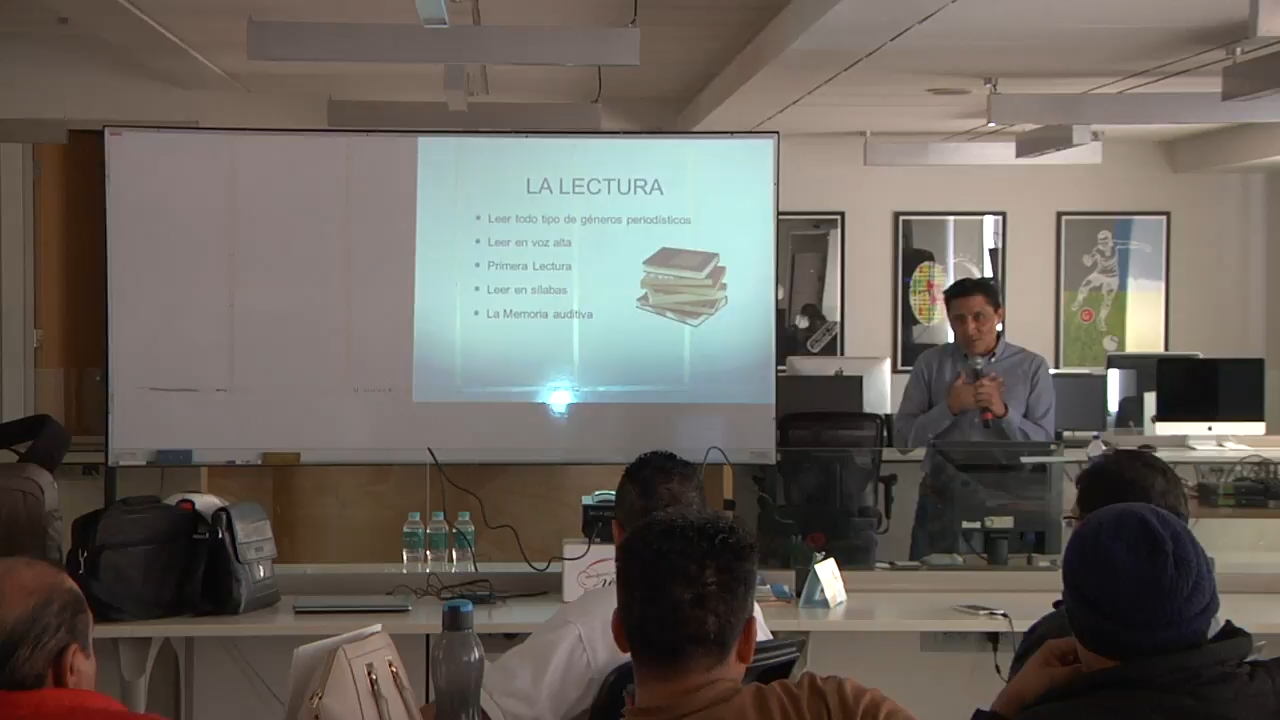 LA LECTURA
Leer todo tipo de géneros periodísticos
Leer en voz alta
Primera Lectura
Leer en sílabas
La Memoria auditiva